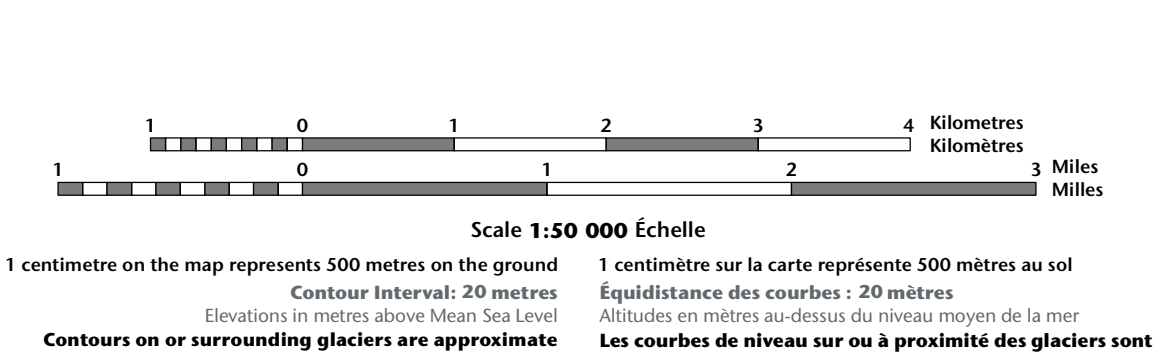 1 0 1 2 3 4 Kilometres
Kilomètres
1 0 1 2 3 Miles
Milles
Scale 1:50 000 Échelle
1 centimetre on the map represents 500 metres on the ground
Contour Interval: 20 metres
Elevations in metres above Mean Sea Level
Contours on or surrounding glaciers are approximate
1 centimètre sur la carte représente 500 mètres au sol
Équidistance des courbes : 20 mètres
Altitudes en mètres au-dessus du niveau moyen de la mer
Les courbes de niveau sur ou à proximité des glaciers sont